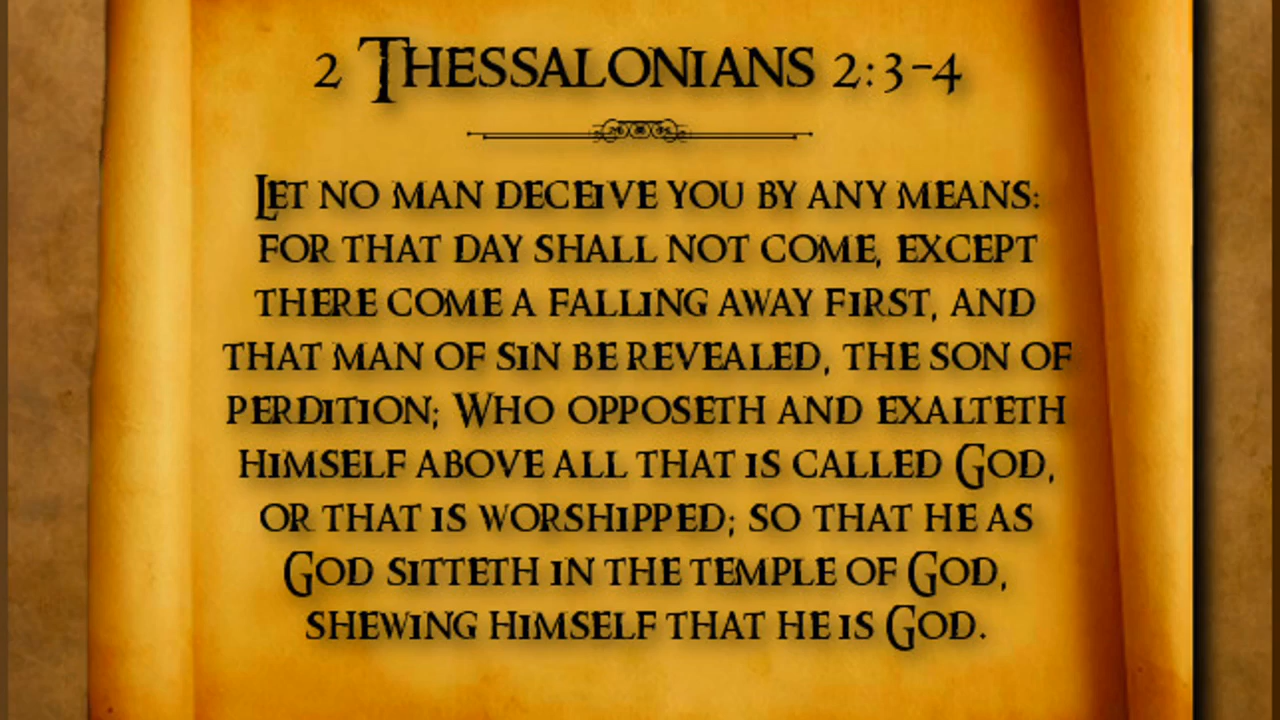 2 Thessalonians 2:3-4
Let no man deceive you by any means:
for that day shall not come, except
there come a falling away first, and
that man of sin be revealed, the son of
perdition; Who opposeth and exalteth
himself above all that is called God,
or that is worshipped; so that he as
God sitteth in the temple of God,
shewing himself that he is God.